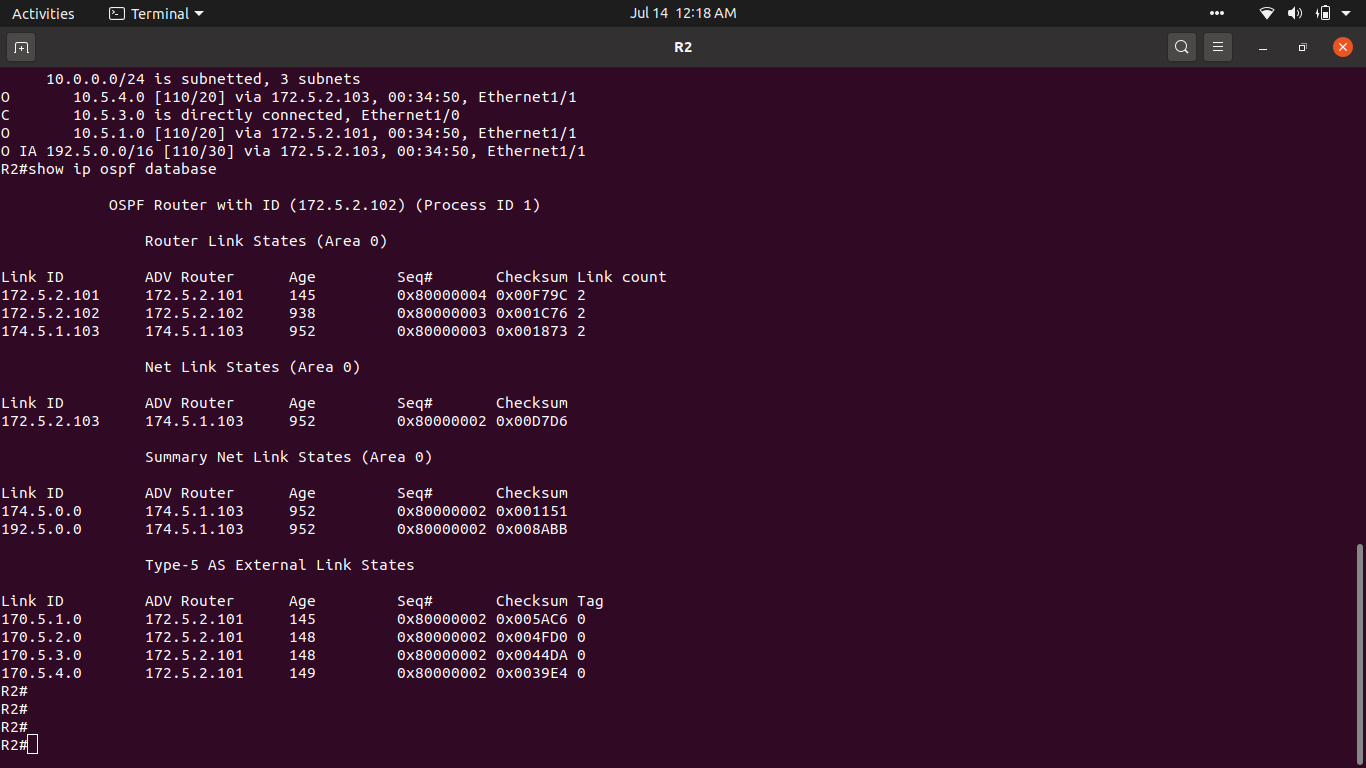 Activities Terminal Jul 14 12:18 AM
R2
10.0.0.0/24 is subnetted, 3 subnets
O 10.5.4.0 [110/20] via 172.5.2.103, 00:34:50, Ethernet1/1
C 10.5.3.0 is directly connected, Ethernet1/0
O 10.5.1.0 [110/20] via 172.5.2.101, 00:34:50, Ethernet1/1
O IA 192.5.0.0/16 [110/30] via 172.5.2.103, 00:34:50, Ethernet1/1
R2#show ip ospf database
OSPF Router with ID (172.5.2.102) (Process ID 1)
Router Link States (Area 0)
Link ID ADV Router Age Seq# Checksum Link count
172.5.2.101 172.5.2.101 145 0x80000004 0x00F79C 2
172.5.2.102 172.5.2.102 938 0x80000003 0x001C76 2
174.5.1.103 174.5.1.103 952 0x80000003 0x001873 2
Net Link States (Area 0)
Link ID ADV Router Age Seq# Checksum
172.5.2.103 174.5.1.103 952 0x80000002 0x00D7D6
Summary Net Link States (Area 0)
Link ID ADV Router Age Seq# Checksum
174.5.0.0 174.5.1.103 952 0x80000002 0x001151
192.5.0.0 174.5.1.103 952 0x80000002 0x008ABB
Type-5 AS External Link States
Link ID ADV Router Age Seq# Checksum Tag
170.5.1.0 172.5.2.101 145 0x80000002 0x005AC6 0
170.5.2.0 172.5.2.101 148 0x80000002 0x004FD0 0
170.5.3.0 172.5.2.101 148 0x80000002 0x0044DA 0
170.5.4.0 172.5.2.101 149 0x80000002 0x0039E4 0
R2#
R2#
R2#
R2#